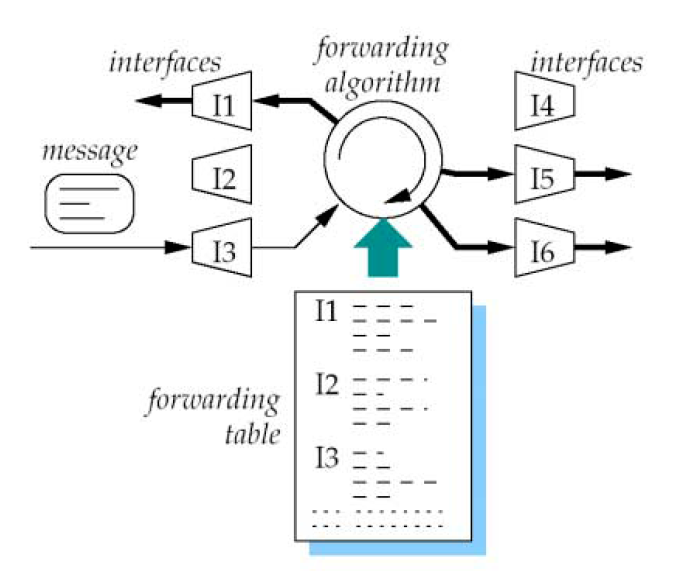 interfaces
forwarding
algorithm
interfaces
I1
I4
message
I2
I5
I3
I6
forwarding
table
I1
I2
I3